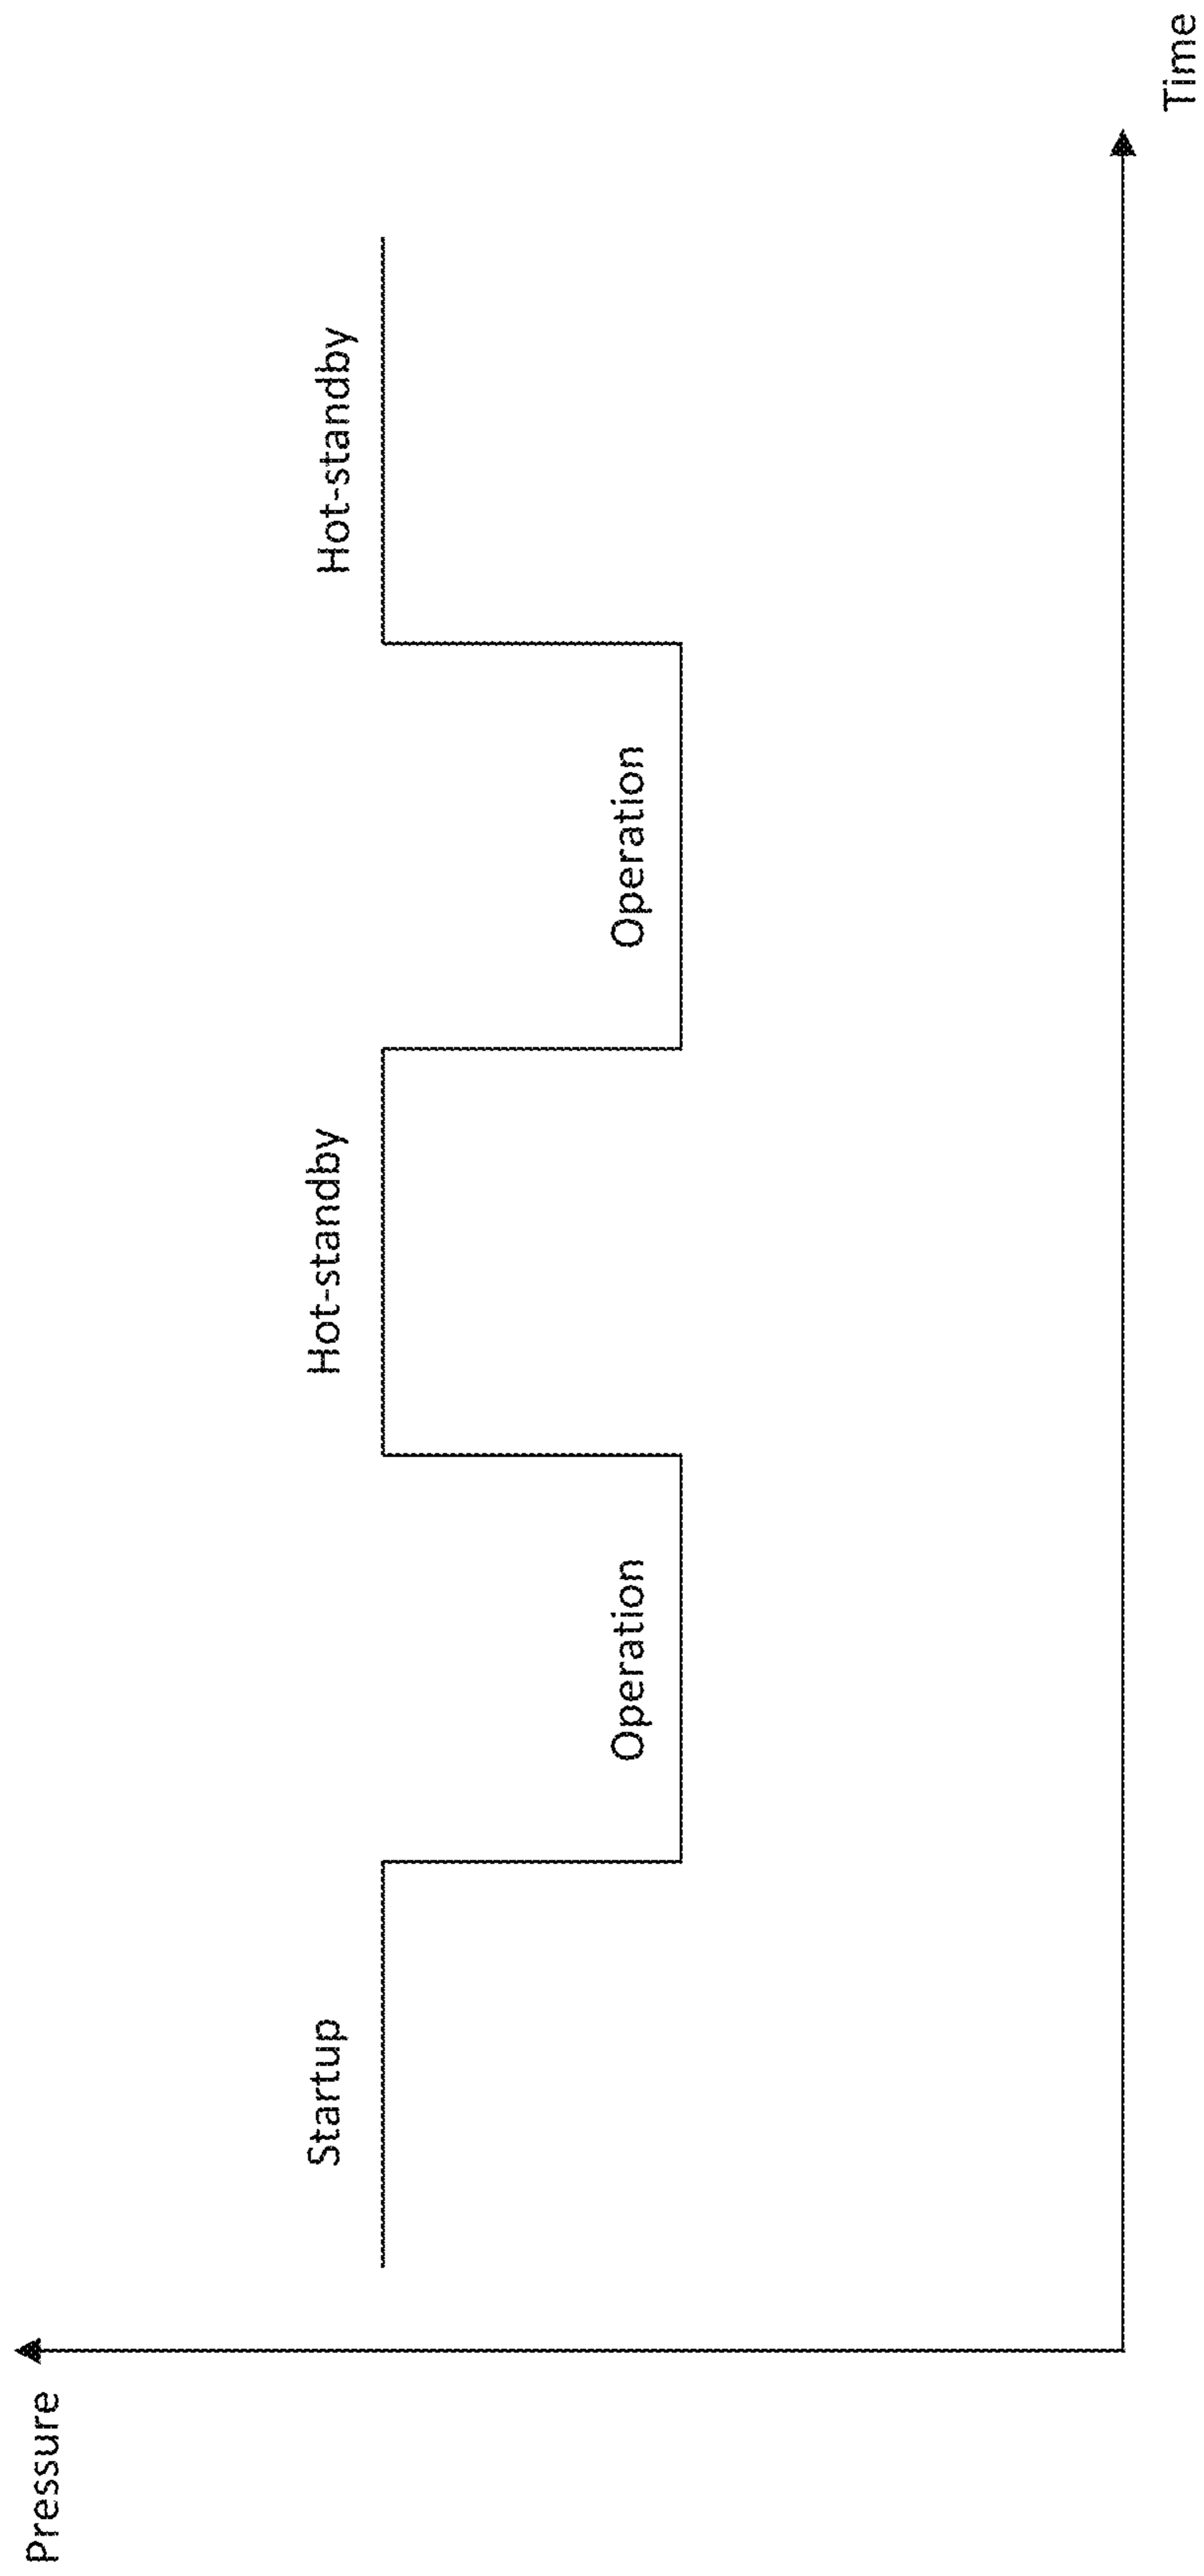 Pressure
Startup
Operation
Hot-standby
Operation
Hot-standby
Time